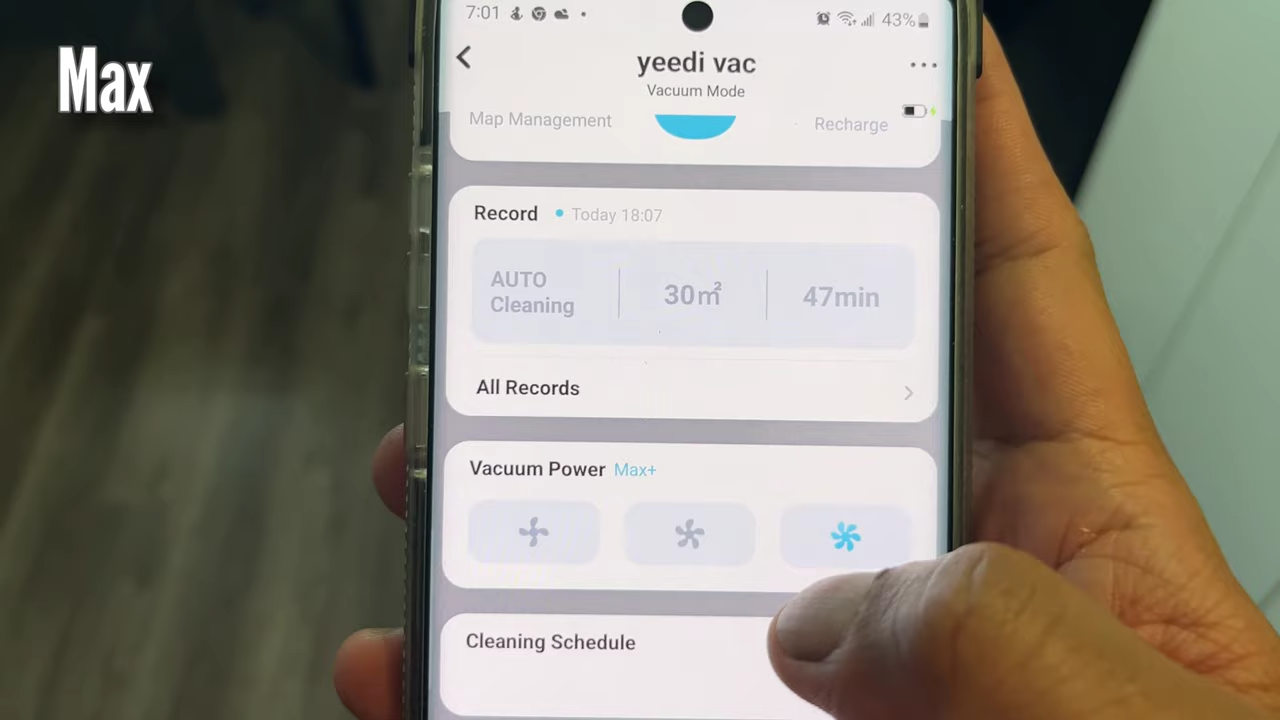 Max
7:01
43%
yeedi vac
Vacuum Mode
Map Management
Recharge
Record
Today 18:07
AUTO
Cleaning
30㎡
47min
All Records
Vacuum Power Max+
Cleaning Schedule